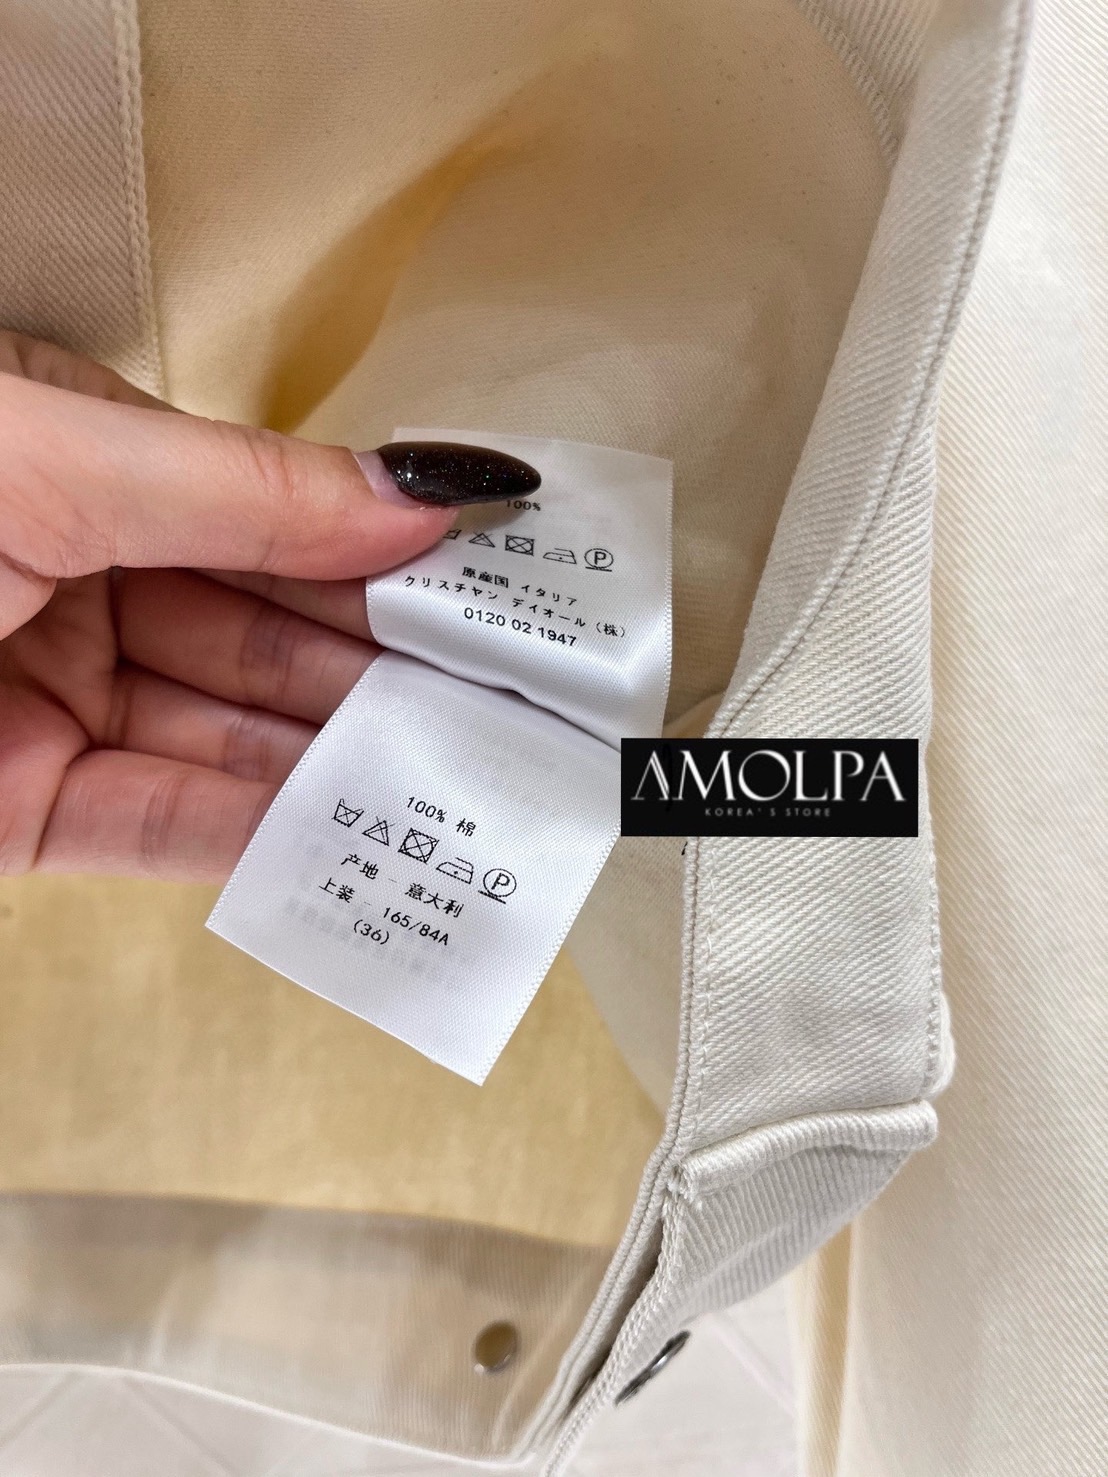 100%
原産国 イタリア
クリスチャン ディオール（株）
0120 02 1947
AMOLPA
KOREA'S STORE
100% 棉
产地 - 意大利
上装 - 165/84A
(36)